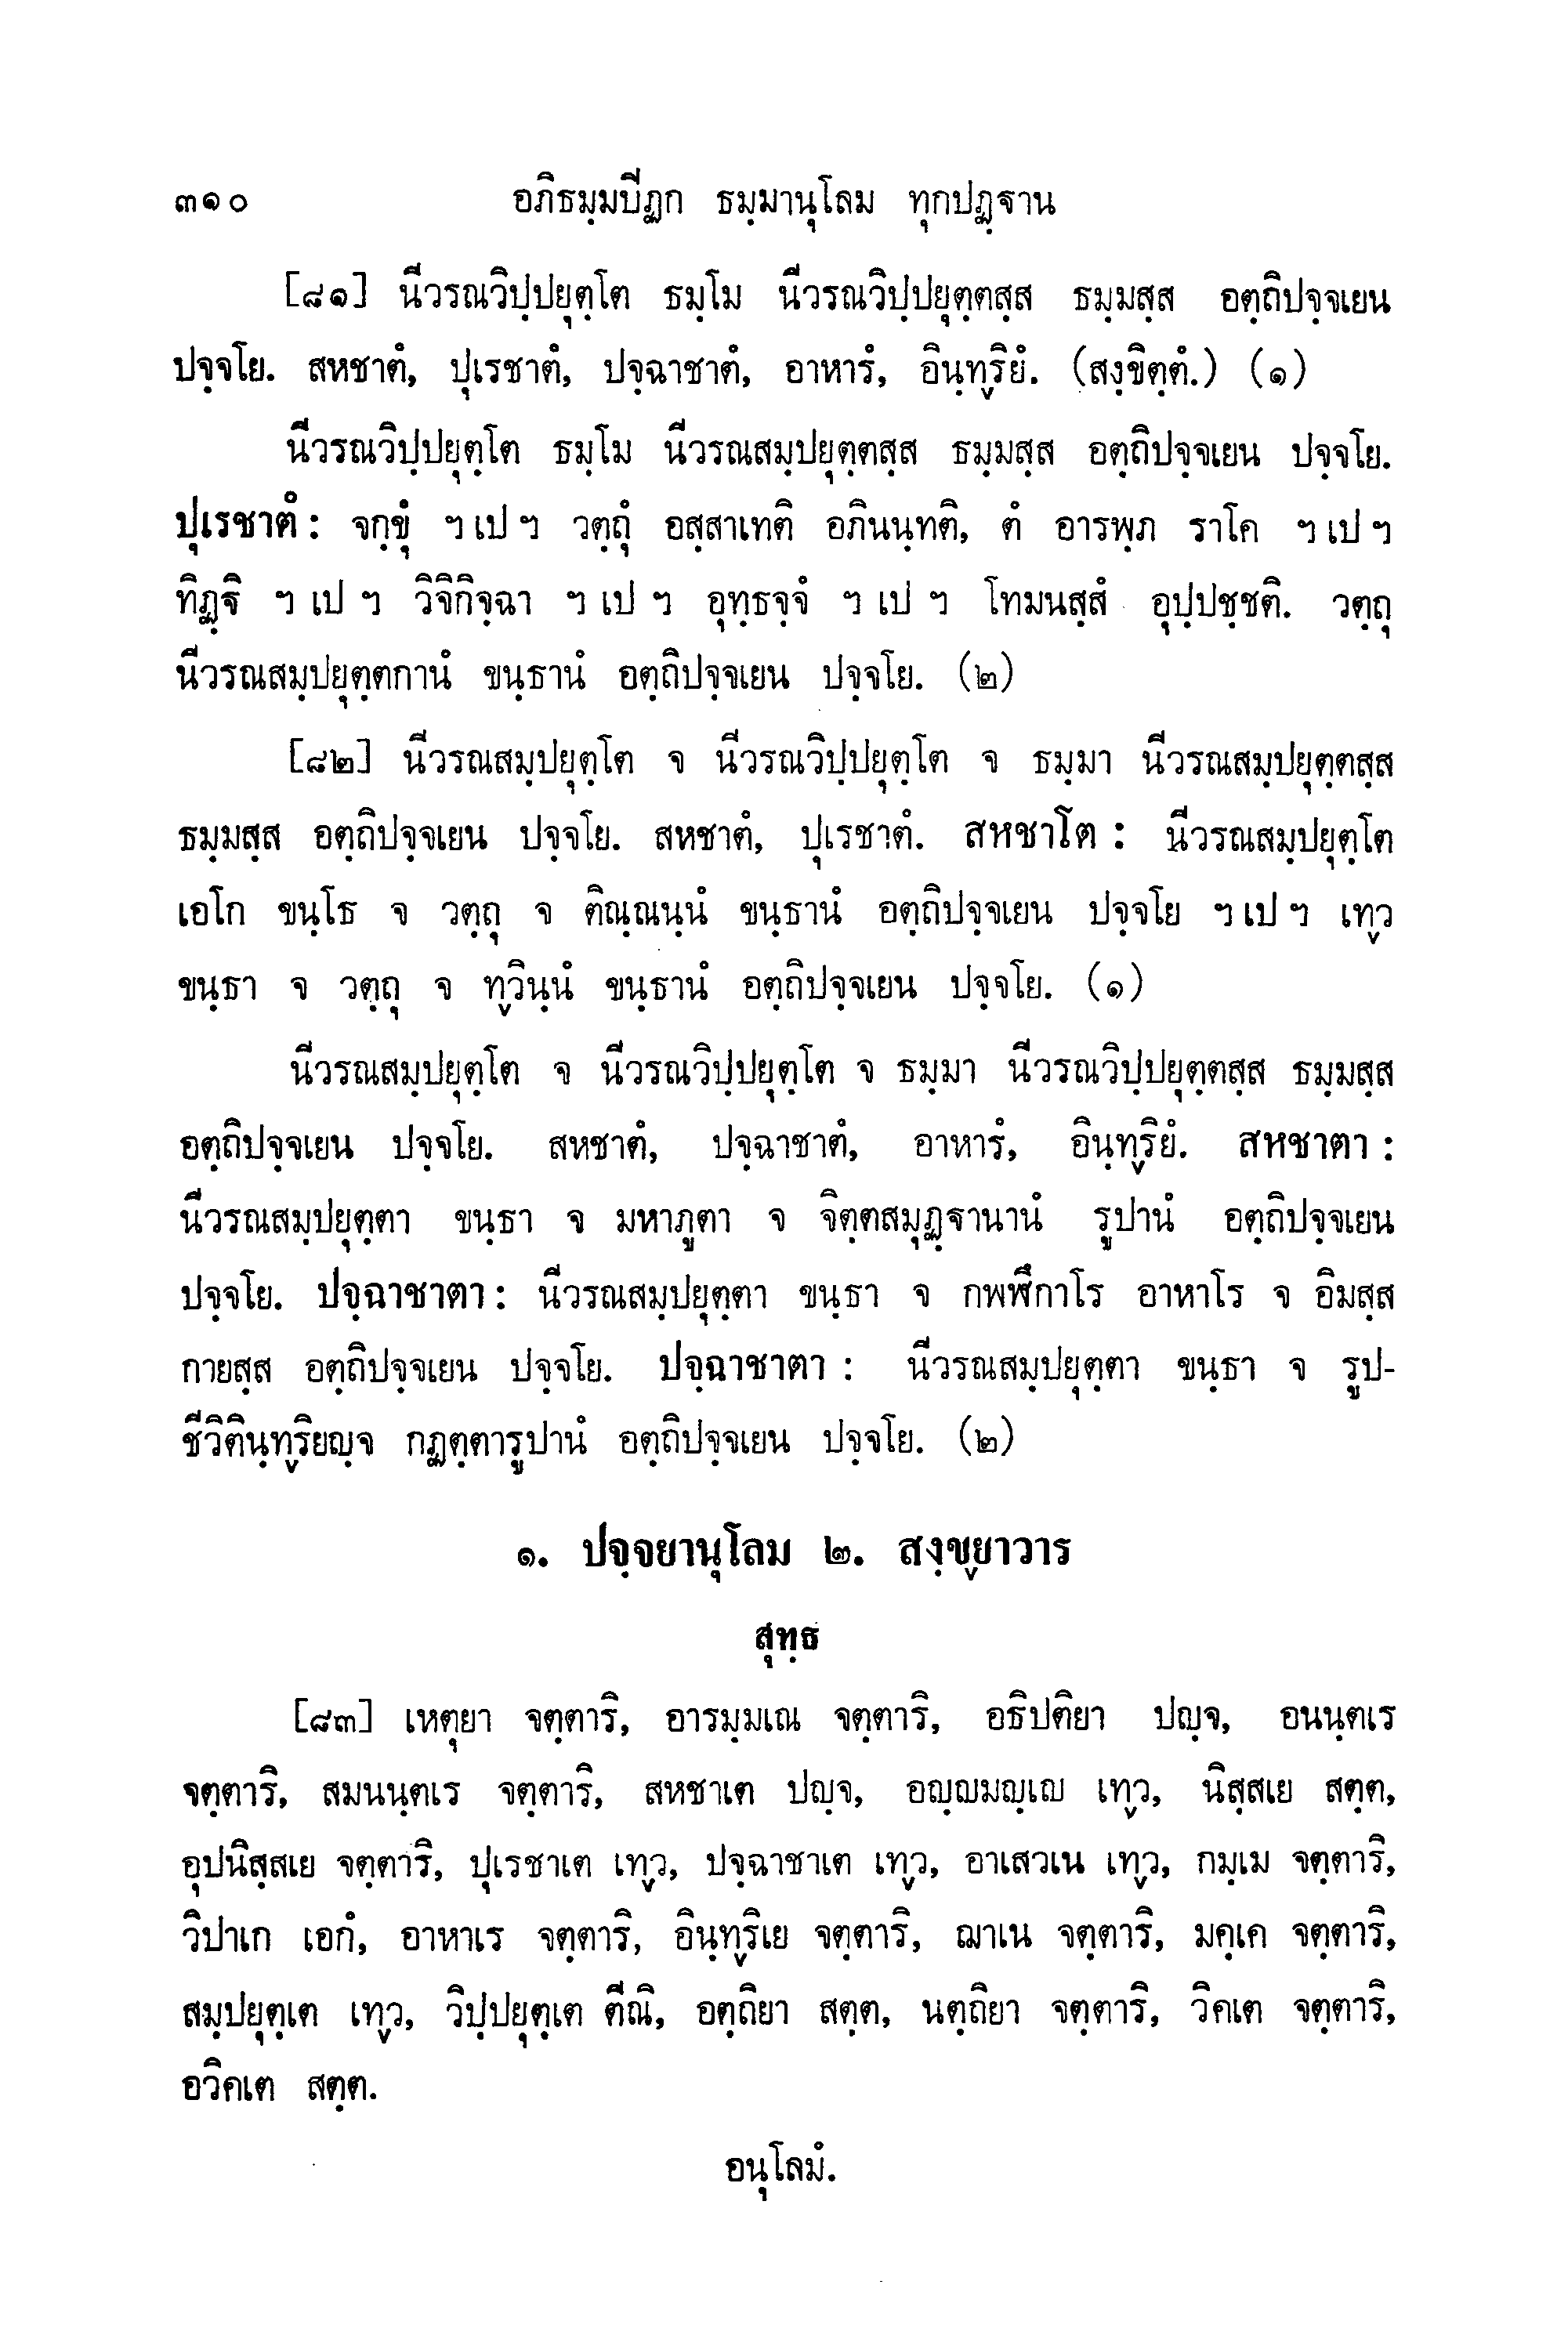 ๓๑๐ อภิธมฺมปิฏก ธมฺมานุโลม ทุกปฏฺฐาน
[๘๑] นีวรณวิปฺปยุตฺโต ธมฺโม นีวรณวิปฺปยุตฺตสฺส ธมฺมสฺส อตฺถิปจฺจเยน
ปจฺจโย. สหชาตํ, ปุเรชาตํ, ปจฺฉาชาตํ, อาหารํ, อินฺทฺริยํ. (สงฺขิตฺตํ.) (๑)
นีวรณวิปฺปยุตฺโต ธมฺโม นีวรณสมฺปยุตฺตสฺส ธมฺมสฺส อตฺถิปจฺจเยน ปจฺจโย.
ปุเรชาตํ : จกฺขุํ ฯ เป ฯ วตฺถุํ อสฺสาเทติ อภินนฺทติ, ตํ อารพฺภ ราโค ฯ เป ฯ
ทิฏฺฐิ ฯ เป ฯ วิจิกิจฺฉา ฯ เป ฯ อุทฺธจฺจํ ฯ เป ฯ โทมนสฺสํ อุปฺปชฺชติ. วตฺถุ
นีวรณสมฺปยุตฺตกานํ ขนฺธานํ อตฺถิปจฺจเยน ปจฺจโย. (๒)
[๘๒] นีวรณสมฺปยุตฺโต จ นีวรณวิปฺปยุตฺโต จ ธมฺมา นีวรณสมฺปยุตฺตสฺส
ธมฺมสฺส อตฺถิปจฺจเยน ปจฺจโย. สหชาตํ, ปุเรชาตํ. สหชาโต : นีวรณสมฺปยุตฺโต
เอโก ขนฺโธ จ วตฺถุ จ ติณฺณนฺนํ ขนฺธานํ อตฺถิปจฺจเยน ปจฺจโย ฯ เป ฯ เทฺว
ขนฺธา จ วตฺถุ จ ทฺวินฺนํ ขนฺธานํ อตฺถิปจฺจเยน ปจฺจโย. (๑)
นีวรณสมฺปยุตฺโต จ นีวรณวิปฺปยุตฺโต จ ธมฺมา นีวรณวิปฺปยุตฺตสฺส ธมฺมสฺส
อตฺถิปจฺจเยน ปจฺจโย. สหชาตํ, ปจฺฉาชาตํ, อาหารํ, อินฺทฺริยํ. สหชาตา :
นีวรณสมฺปยุตฺตา ขนฺธา จ มหาภูตา จ จิตฺตสมุฏฺฐานานํ รูปานํ อตฺถิปจฺจเยน
ปจฺจโย. ปจฺฉาชาตา : นีวรณสมฺปยุตฺตา ขนฺธา จ กพฬีกาโร อาหาโร จ อิมสฺส
กายสฺส อตฺถิปจฺจเยน ปจฺจโย. ปจฺฉาชาตา : นีวรณสมฺปยุตฺตา ขนฺธา จ รูป-
ชีวิตินฺทฺริยญฺจ กฏตฺตารูปานํ อตฺถิปจฺจเยน ปจฺจโย. (๒)
๑. ปจฺจยานุโลม ๒. สงฺขฺยาวาร
สุทฺธ
[๘๓] เหตุยา จตฺตาริ, อารมฺมเณ จตฺตาริ, อธิปติยา ปญฺจ, อนนฺตเร
จตฺตาริ, สมนนฺตเร จตฺตาริ, สหชาเต ปญฺจ, อญฺญมญฺเญ เทฺว, นิสฺสเย สตฺต,
อุปนิสฺสเย จตฺตาริ, ปุเรชาเต เทฺว, ปจฺฉาชาเต เทฺว, อาเสวเน เทฺว, กมฺเม จตฺตาริ,
วิปาเก เอกํ, อาหาเร จตฺตาริ, อินฺทฺริเย จตฺตาริ, ฌาเน จตฺตาริ, มคฺเค จตฺตาริ,
สมฺปยุตฺเต เทฺว, วิปฺปยุตฺเต ตีณิ, อตฺถิยา สตฺต, นตฺถิยา จตฺตาริ, วิคเต จตฺตาริ,
อวิคเต สตฺต.
อนุโลมํ.